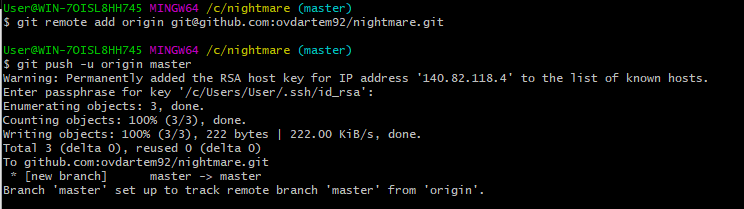 User@WIN-7OISL8HH745 MINGW64 /c/nightmare (master)
$ git remote add origin git@github.com:ovdartem92/nightmare.git
User@WIN-7OISL8HH745 MINGW64 /c/nightmare (master)
$ git push -u origin master
Warning: Permanently added the RSA host key for IP address '140.82.118.4' to the list of known hosts.
Enter passphrase for key '/c/Users/User/.ssh/id_rsa':
Enumerating objects: 3, done.
Counting objects: 100% (3/3), done.
Writing objects: 100% (3/3), 222 bytes | 222.00 KiB/s, done.
Total 3 (delta 0), reused 0 (delta 0)
To github.com:ovdartem92/nightmare.git
 * [new branch]      master -> master
Branch 'master' set up to track remote branch 'master' from 'origin'.